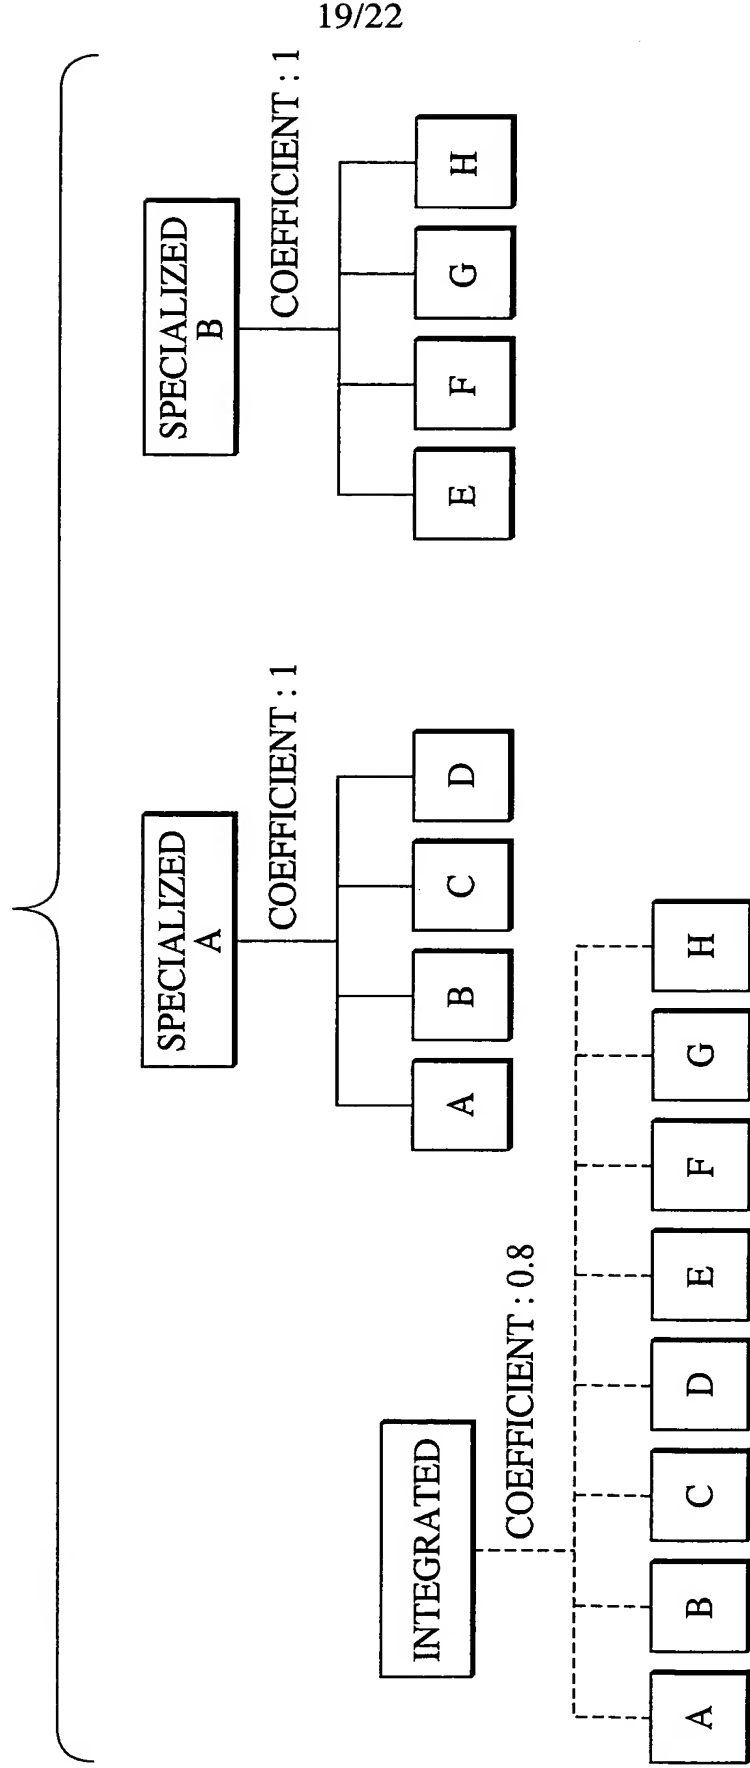 19/22
SPECIALIZED
A
COEFFICIENT : 1
A
B
C
D
SPECIALIZED
B
COEFFICIENT : 1
E
F
G
H
INTEGRATED
COEFFICIENT : 0.8
A
B
C
D
E
F
G
H